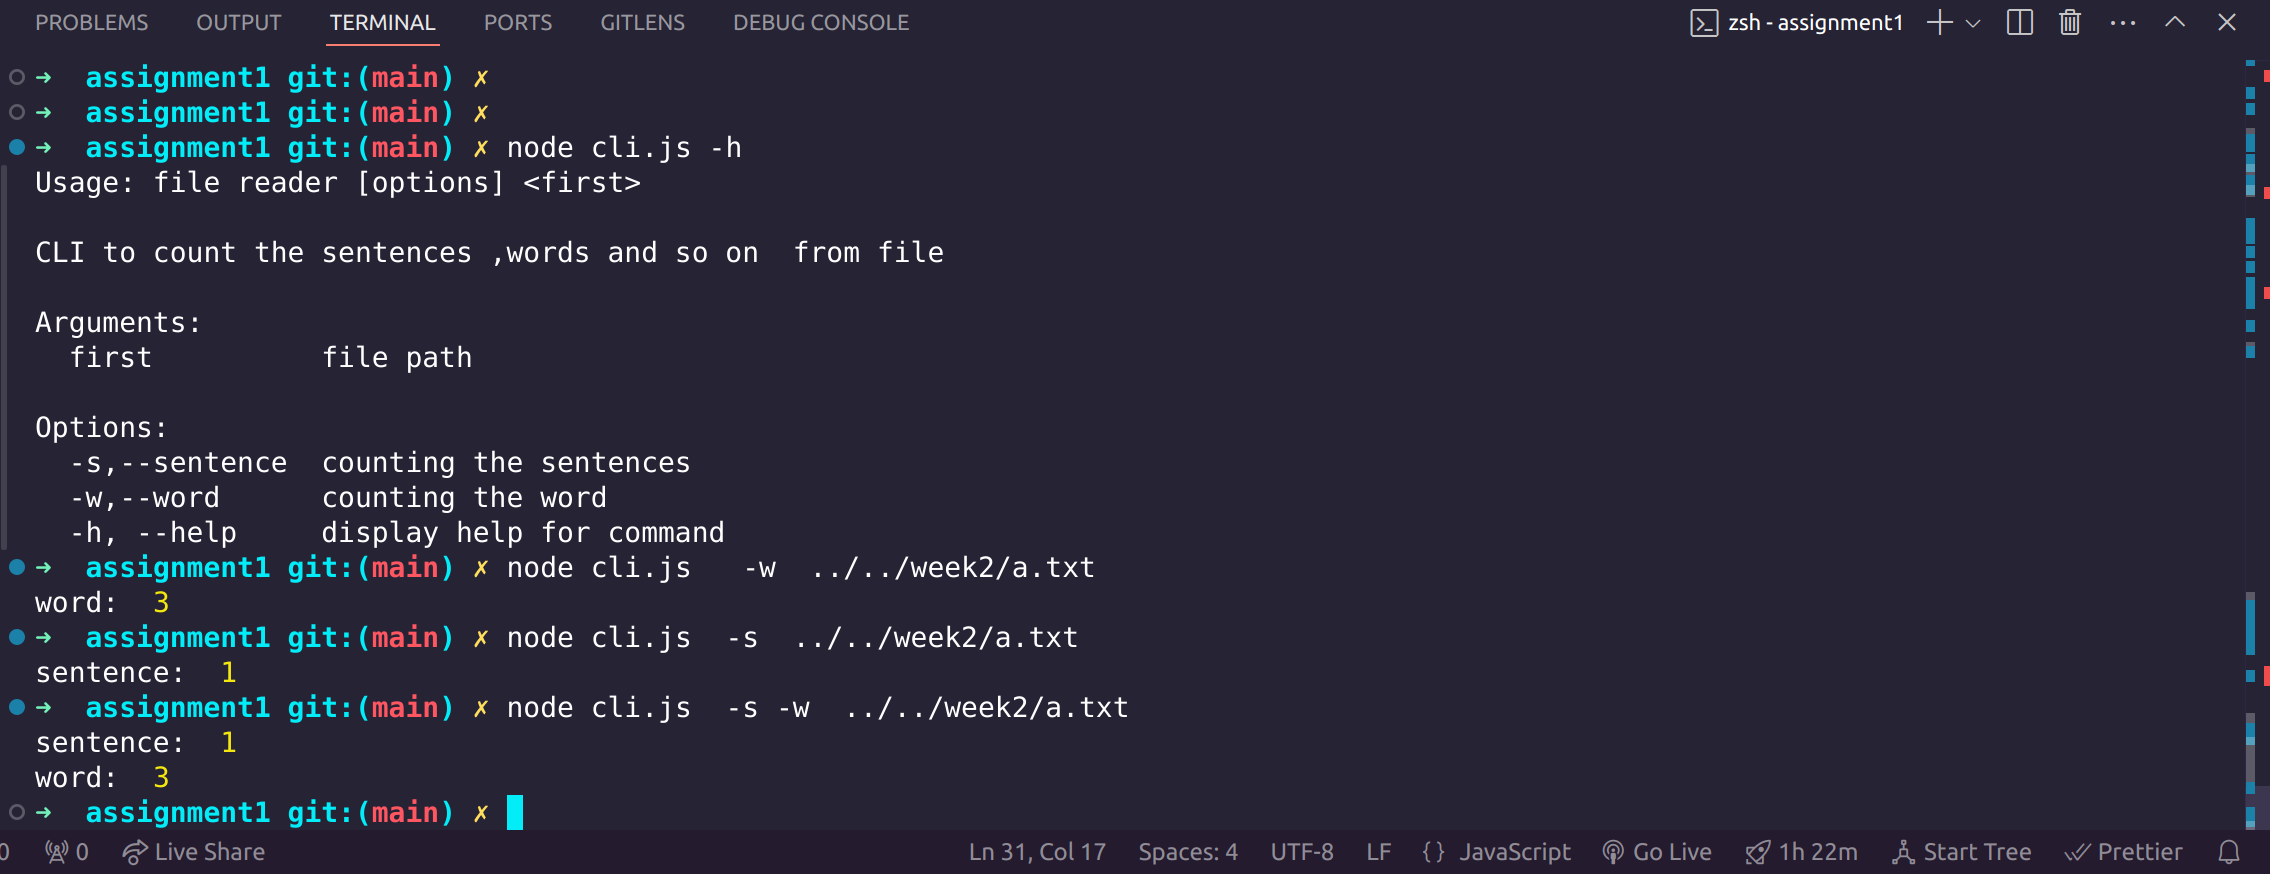 PROBLEMS OUTPUT TERMINAL PORTS GITLENS DEBUG CONSOLE zsh - assignment1
➜ assignment1 git:(main) ✗
➜ assignment1 git:(main) ✗
➜ assignment1 git:(main) ✗ node cli.js -h
Usage: file reader [options] <first>
CLI to count the sentences ,words and so on  from file
Arguments:
  first          file path
Options:
  -s,--sentence  counting the sentences
  -w,--word      counting the word
  -h, --help     display help for command
➜ assignment1 git:(main) ✗ node cli.js   -w  ../../week2/a.txt
word:  3
➜ assignment1 git:(main) ✗ node cli.js  -s  ../../week2/a.txt
sentence:  1
➜ assignment1 git:(main) ✗ node cli.js  -s -w  ../../week2/a.txt
sentence:  1
word:  3
➜ assignment1 git:(main) ✗
0 0 Live Share Ln 31, Col 17 Spaces: 4 UTF-8 LF {} JavaScript Go Live 1h 22m Start Tree Prettier